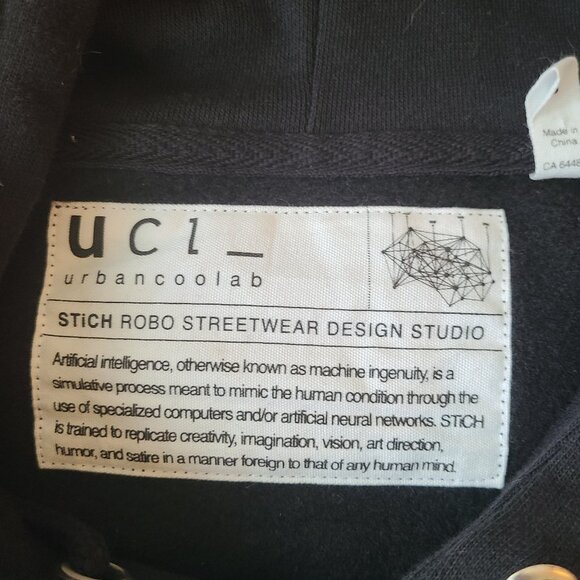 ucl_
urbancoolab
STiCH ROBO STREETWEAR DESIGN STUDIO
Artificial intelligence, otherwise known as machine ingenuity, is a
simulative process meant to mimic the human condition through the
use of specialized computers and/or artificial neural networks. STiCH
is trained to replicate creativity, imagination, vision, art direction,
humor, and satire in a manner foreign to that of any human mind.
Made in
China
CA 6448